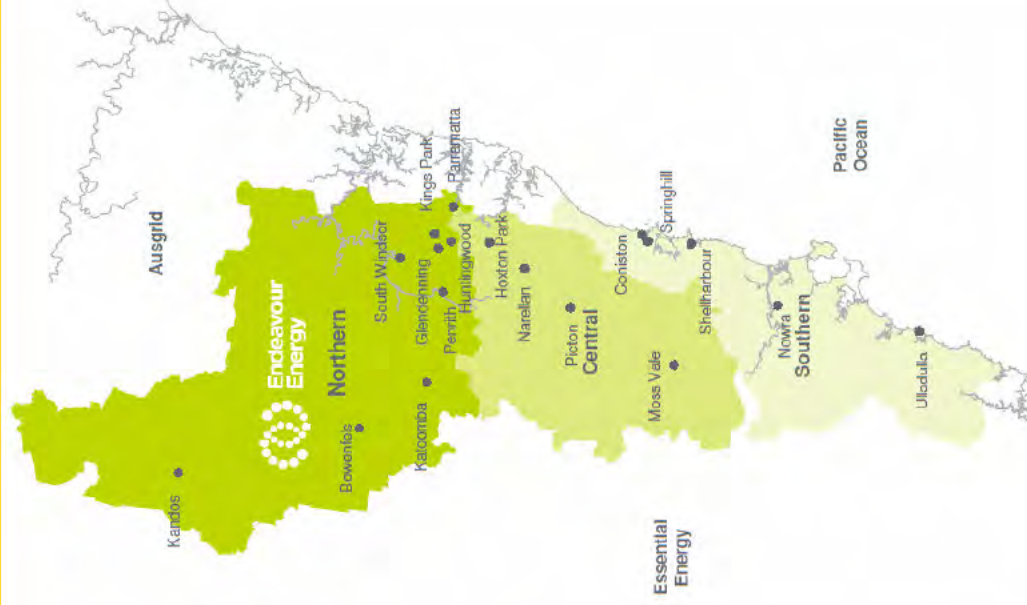 Ausgrid
Endeavour
Energy
Northern
Kandos
Bowenfels
Katoomba
South Windsor
Glendenning
Penrith
Kings Park
Parramatta
Huntingwood
Hoxton Park
Narellan
Picton
Central
Moss Vale
Coniston
Springhill
Shellharbour
Nowra
Southern
Ulladulla
Pacific
Ocean
Essential
Energy